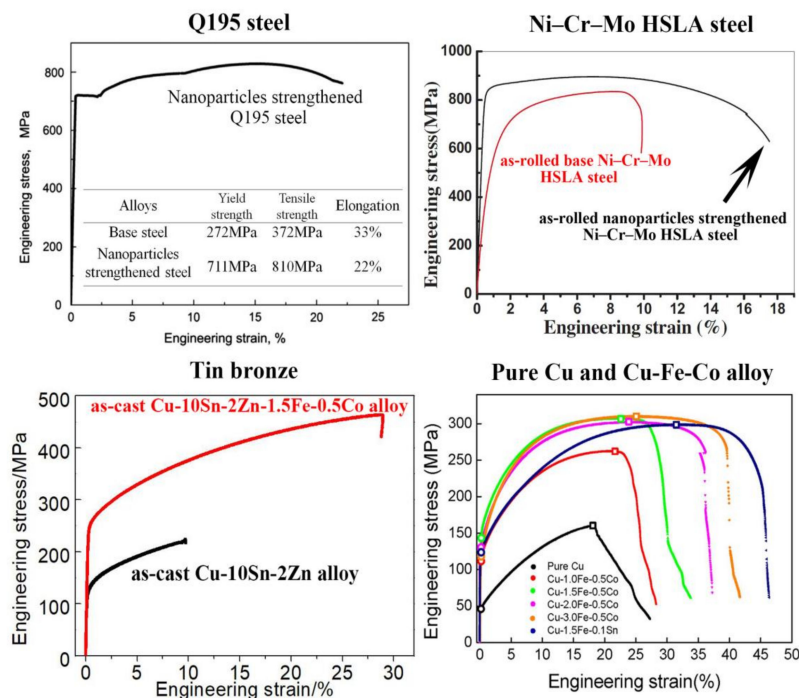 Q195 steel
Engineering stress, MPa
800
600
400
200
0
Nanoparticles strengthened
Q195 steel
Alloys Yield strength Tensile strength Elongation
Base steel 272MPa 372MPa 33%
Nanoparticles strengthened steel 711MPa 810MPa 22%
0 5 10 15 20 25
Engineering strain, %
Ni–Cr–Mo HSLA steel
Engineering stress(MPa)
1000
800
600
400
200
0
as-rolled base Ni–Cr–Mo
HSLA steel
as-rolled nanoparticles strengthened
Ni–Cr–Mo HSLA steel
0 2 4 6 8 10 12 14 16 18
Engineering strain (%)
Tin bronze
Engineering stress/MPa
500
400
300
200
100
0
as-cast Cu-10Sn-2Zn-1.5Fe-0.5Co alloy
as-cast Cu-10Sn-2Zn alloy
0 5 10 15 20 25 30
Engineering strain/%
Pure Cu and Cu-Fe-Co alloy
Engineering stress (MPa)
300
250
200
150
100
50
0
Pure Cu
Cu-1.0Fe-0.5Co
Cu-1.5Fe-0.5Co
Cu-2.0Fe-0.5Co
Cu-3.0Fe-0.5Co
Cu-1.5Fe-0.1Sn
0 5 10 15 20 25 30 35 40 45 50
Engineering strain(%)